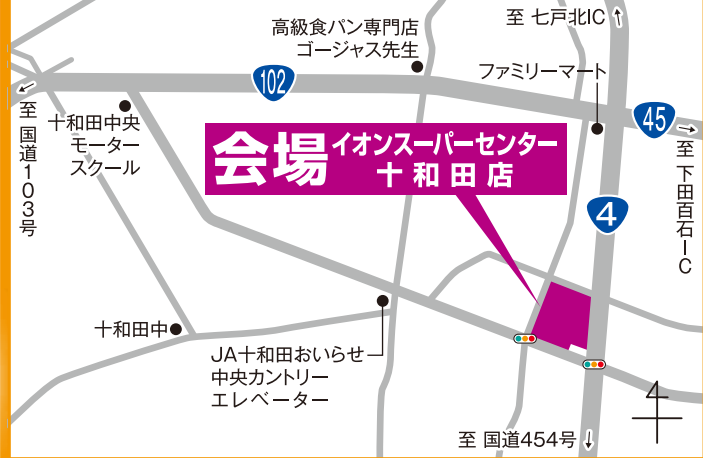 至 七戸北IC
高級食パン専門店
ゴージャス先生
ファミリーマート
102
45
至 国道103号
十和田中央
モーター
スクール
会場
イオンスーパーセンター
十和田店
至 下田百石IC
4
十和田中
JA十和田おいらせ
中央カントリー
エレベーター
至 国道454号
4